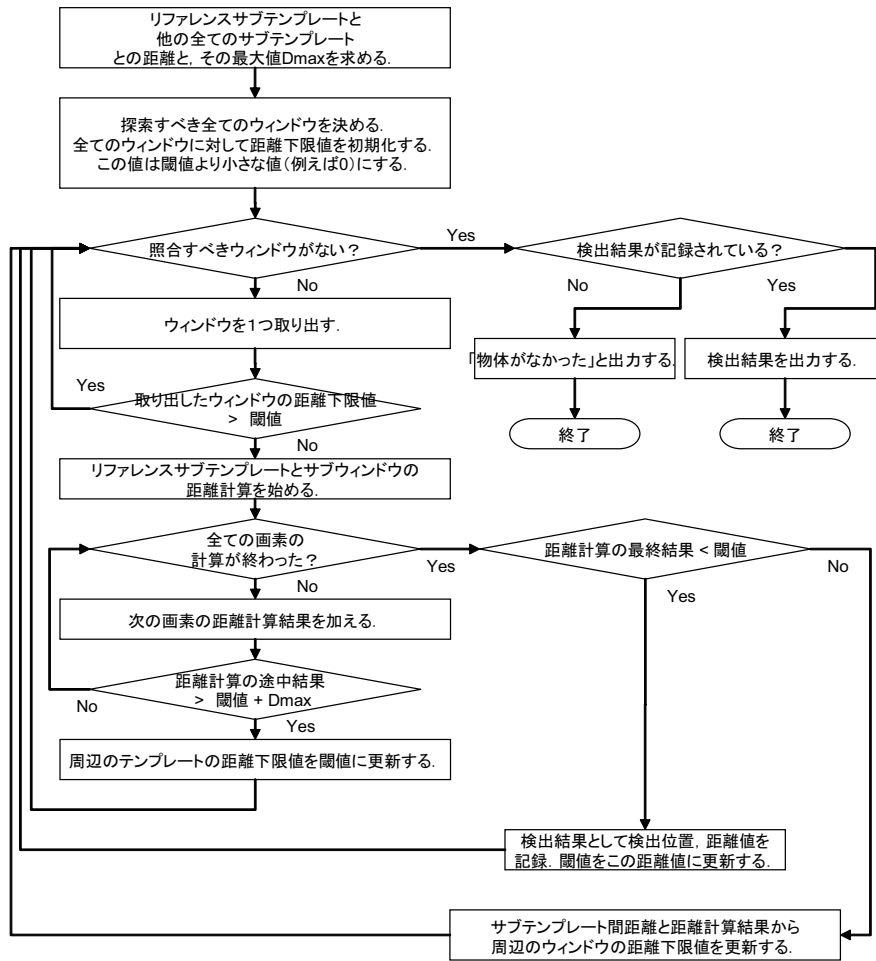 リファレンスサブテンプレートと
他の全てのサブテンプレート
との距離と, その最大値Dmaxを求める.
探索すべき全てのウィンドウを決める.
全てのウィンドウに対して距離下限値を初期化する.
この値は閾値より小さな値(例えば0)にする.
照合すべきウィンドウがない?
Yes
検出結果が記録されている?
No
No
Yes
ウィンドウを1つ取り出す.
「物体がなかった」と出力する.
検出結果を出力する.
Yes
取り出したウィンドウの距離下限値
> 閾値
終了
終了
No
リファレンスサブテンプレートとサブウィンドウの
距離計算を始める.
全ての画素の
計算が終わった?
Yes
距離計算の最終結果 < 閾値
No
No
Yes
次の画素の距離計算結果を加える.
距離計算の途中結果
> 閾値 + Dmax
No
Yes
周辺のテンプレートの距離下限値を閾値に更新する.
検出結果として検出位置, 距離値を
記録. 閾値をこの距離値に更新する.
サブテンプレート間距離と距離計算結果から
周辺のウィンドウの距離下限値を更新する.